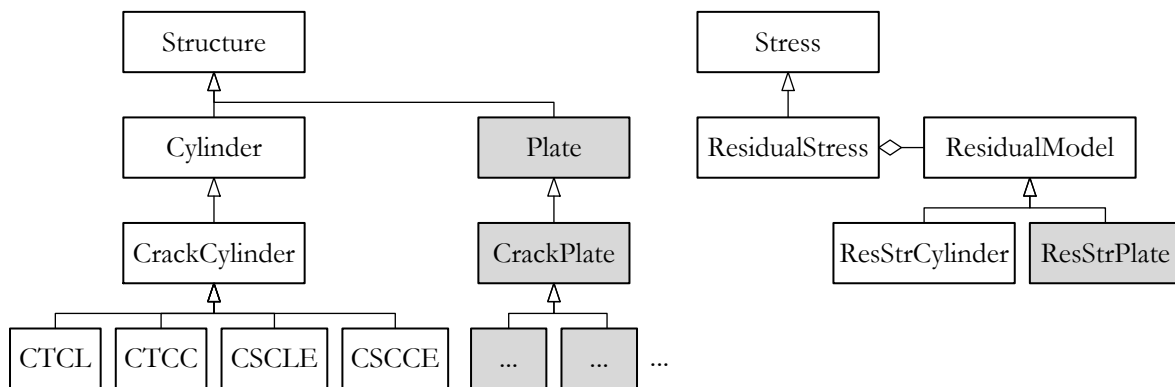 Structure
Stress
Cylinder
Plate
ResidualStress
ResidualModel
CrackCylinder
CrackPlate
ResStrCylinder
ResStrPlate
CTCL
CTCC
CSCLE
CSCCE
...
...
...